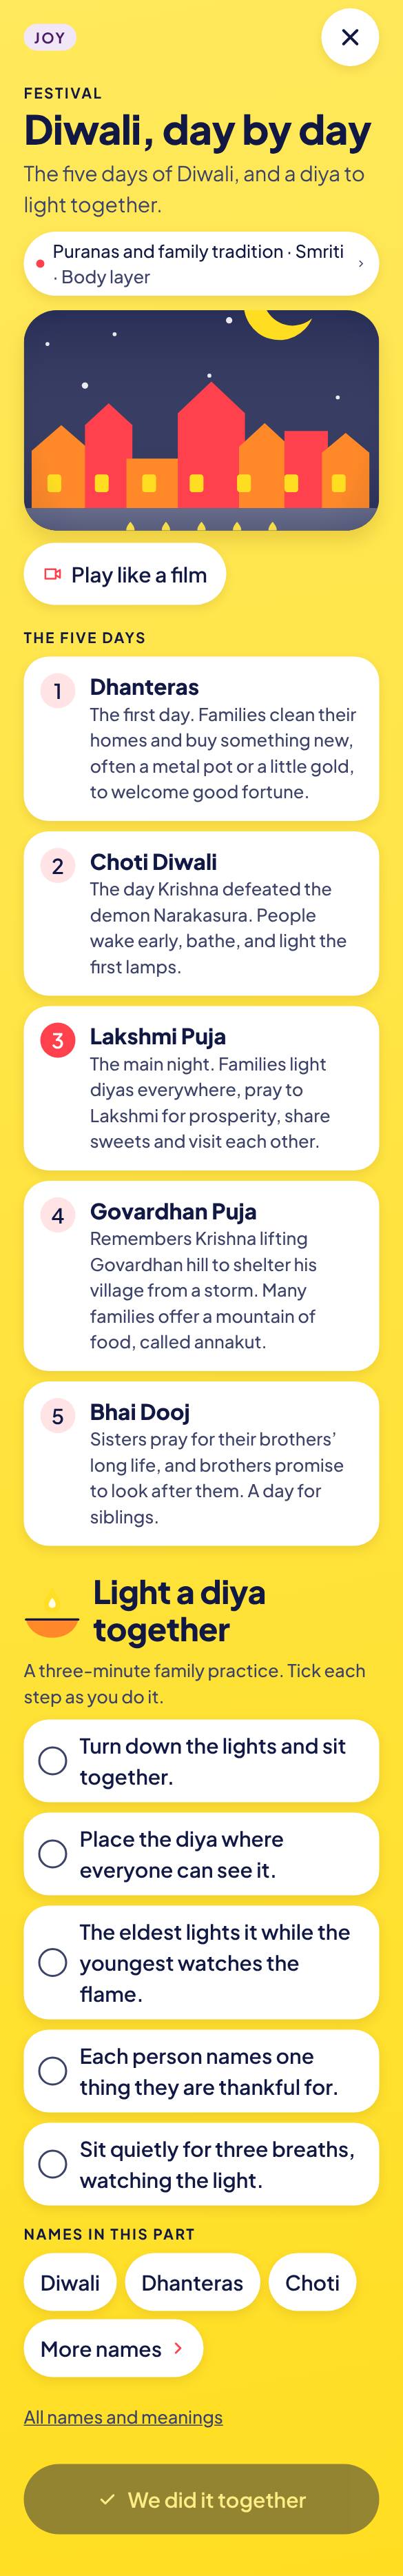 JOY
FESTIVAL
Diwali, day by day
The five days of Diwali, and a diya to
light together.
Puranas and family tradition · Smriti
· Body layer
Play like a film
THE FIVE DAYS
1
Dhanteras
The first day. Families clean their
homes and buy something new,
often a metal pot or a little gold,
to welcome good fortune.
2
Choti Diwali
The day Krishna defeated the
demon Narakasura. People
wake early, bathe, and light the
first lamps.
3
Lakshmi Puja
The main night. Families light
diyas everywhere, pray to
Lakshmi for prosperity, share
sweets and visit each other.
4
Govardhan Puja
Remembers Krishna lifting
Govardhan hill to shelter his
village from a storm. Many
families offer a mountain of
food, called annakut.
5
Bhai Dooj
Sisters pray for their brothers’
long life, and brothers promise
to look after them. A day for
siblings.
Light a diya
together
A three-minute family practice. Tick each
step as you do it.
Turn down the lights and sit
together.
Place the diya where
everyone can see it.
The eldest lights it while the
youngest watches the
flame.
Each person names one
thing they are thankful for.
Sit quietly for three breaths,
watching the light.
NAMES IN THIS PART
Diwali
Dhanteras
Choti
More names
All names and meanings
We did it together